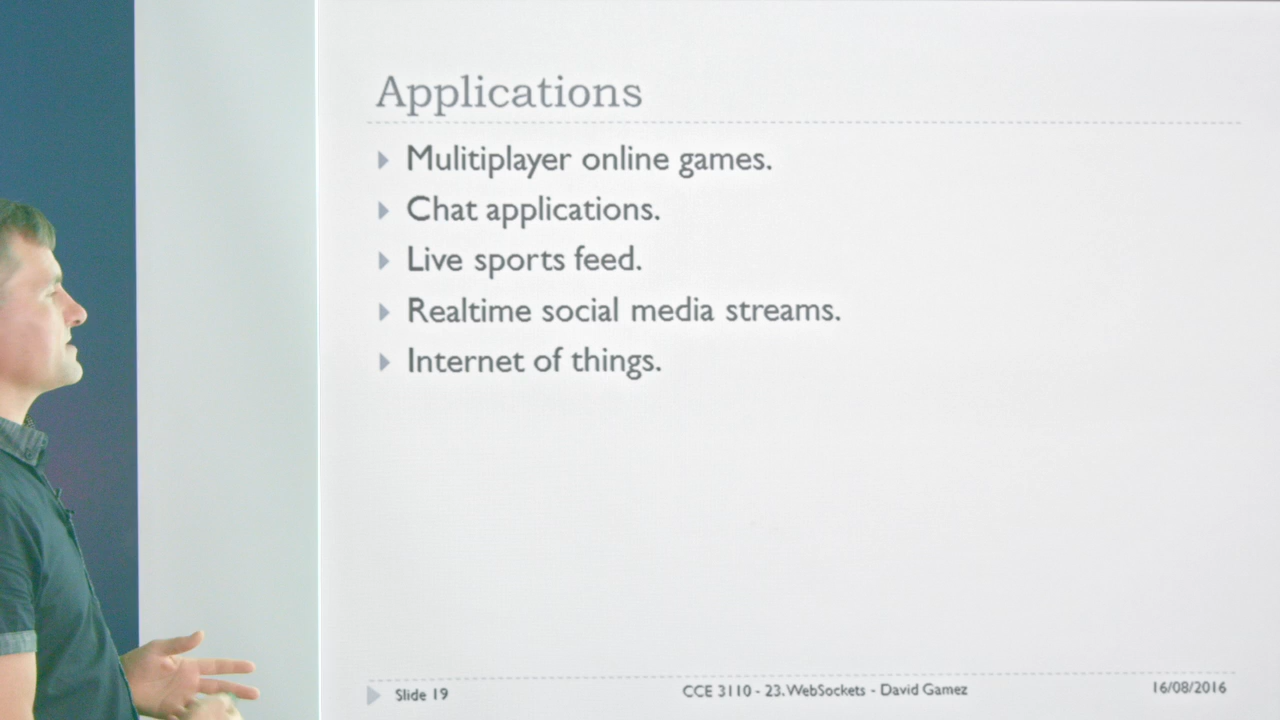 Applications
Mulitiplayer online games.
Chat applications.
Live sports feed.
Realtime social media streams.
Internet of things.
Slide 19
CCE 3110 - 23. WebSockets - David Gamez
16/08/2016